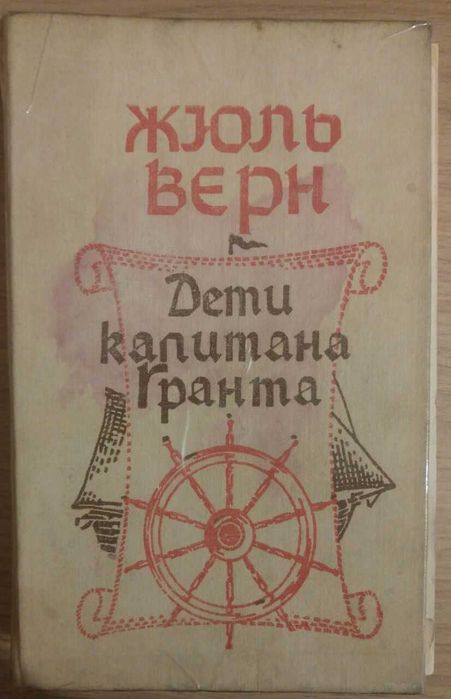 Жюль
Верн
Дети
капитана
Гранта